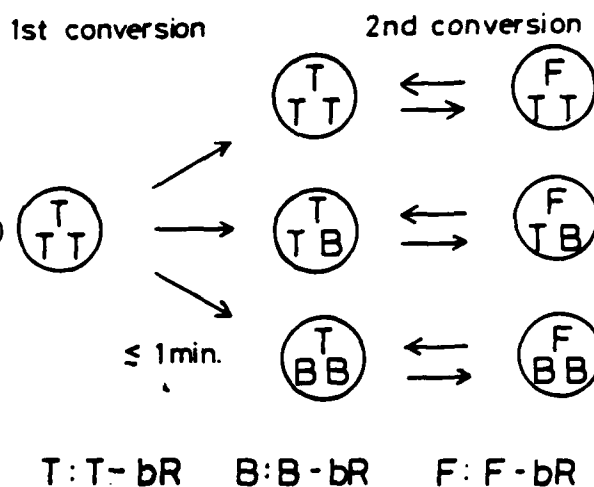 1st conversion 2nd conversion
T F
T T T T
T T F
T T T B T B
)
T F
≤ 1min. B B B B
T: T-bR B: B-bR F: F-bR